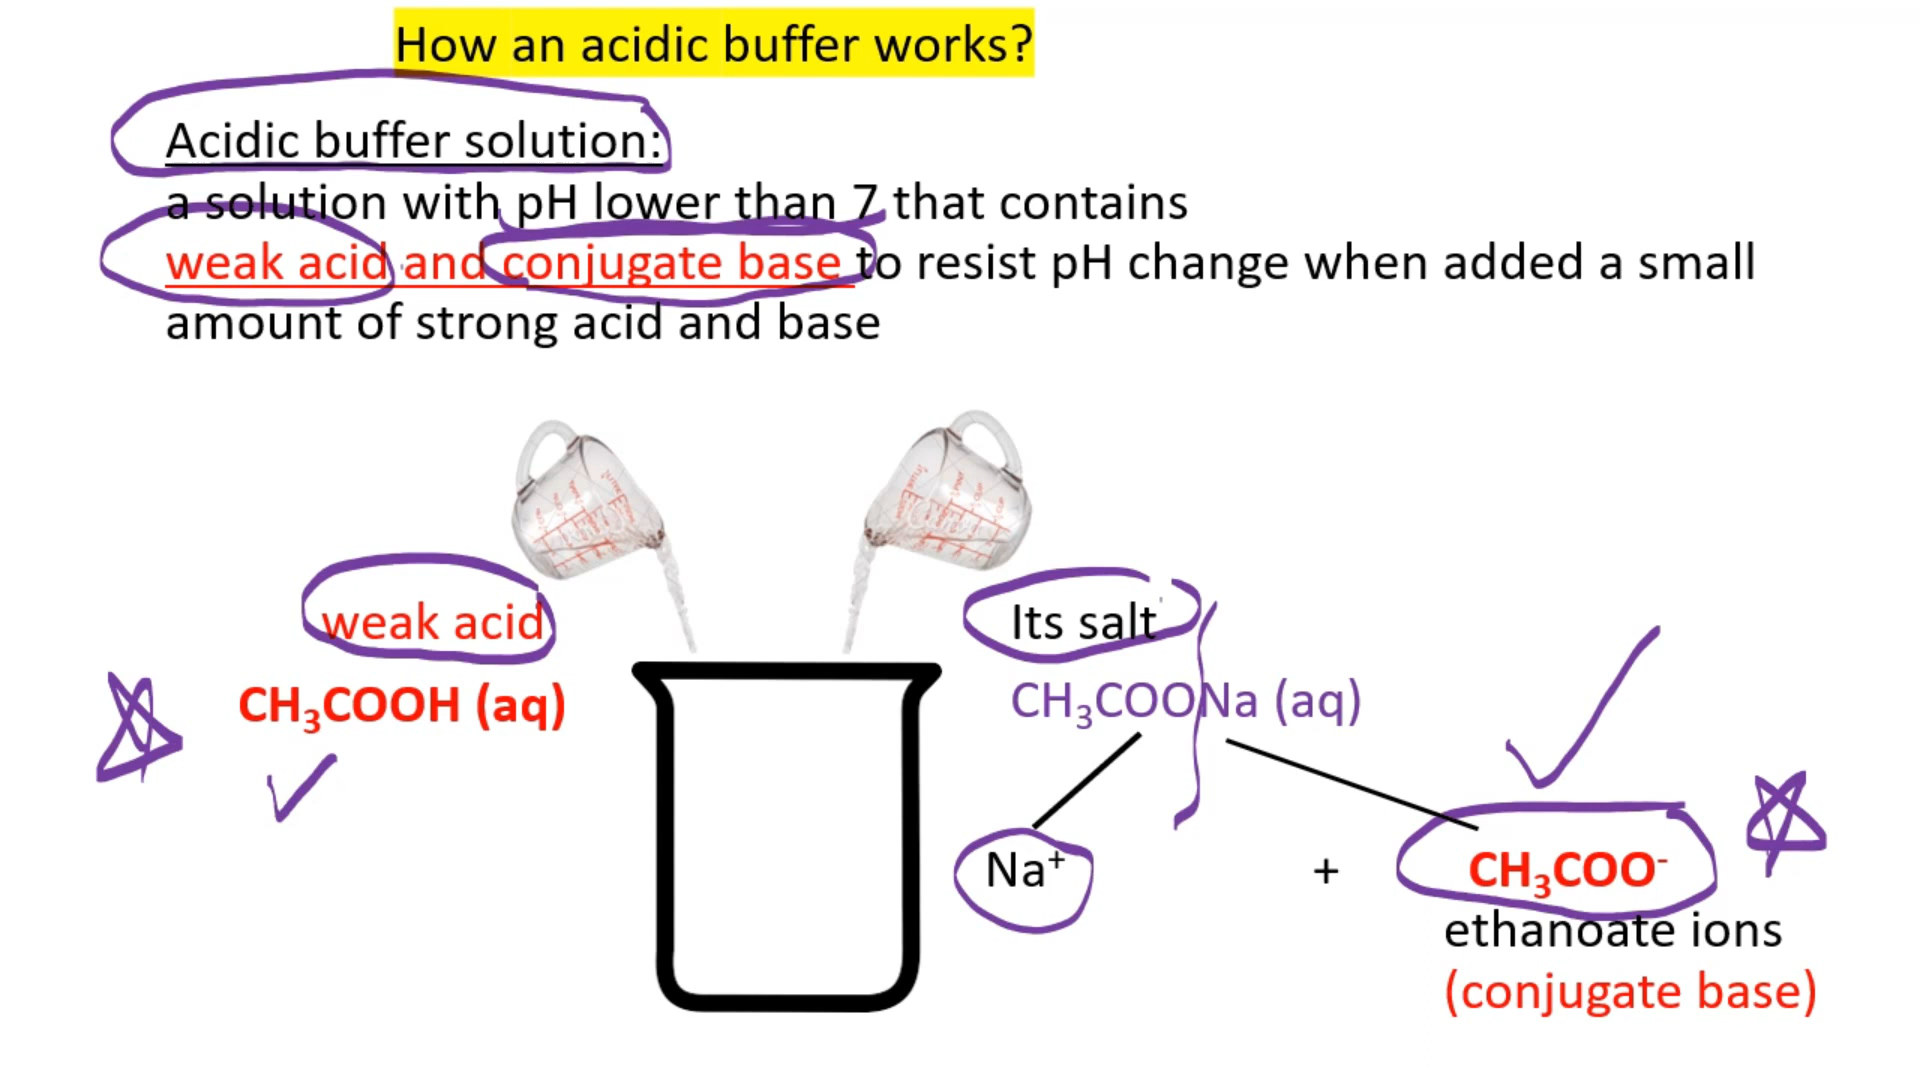 How an acidic buffer works?
Acidic buffer solution:
a solution with pH lower than 7 that contains
weak acid and conjugate base to resist pH change when added a small
amount of strong acid and base
weak acid
Its salt
CH₃COOH (aq)
CH₃COONa (aq)
Na⁺ + CH₃COO⁻
ethanoate ions
(conjugate base)